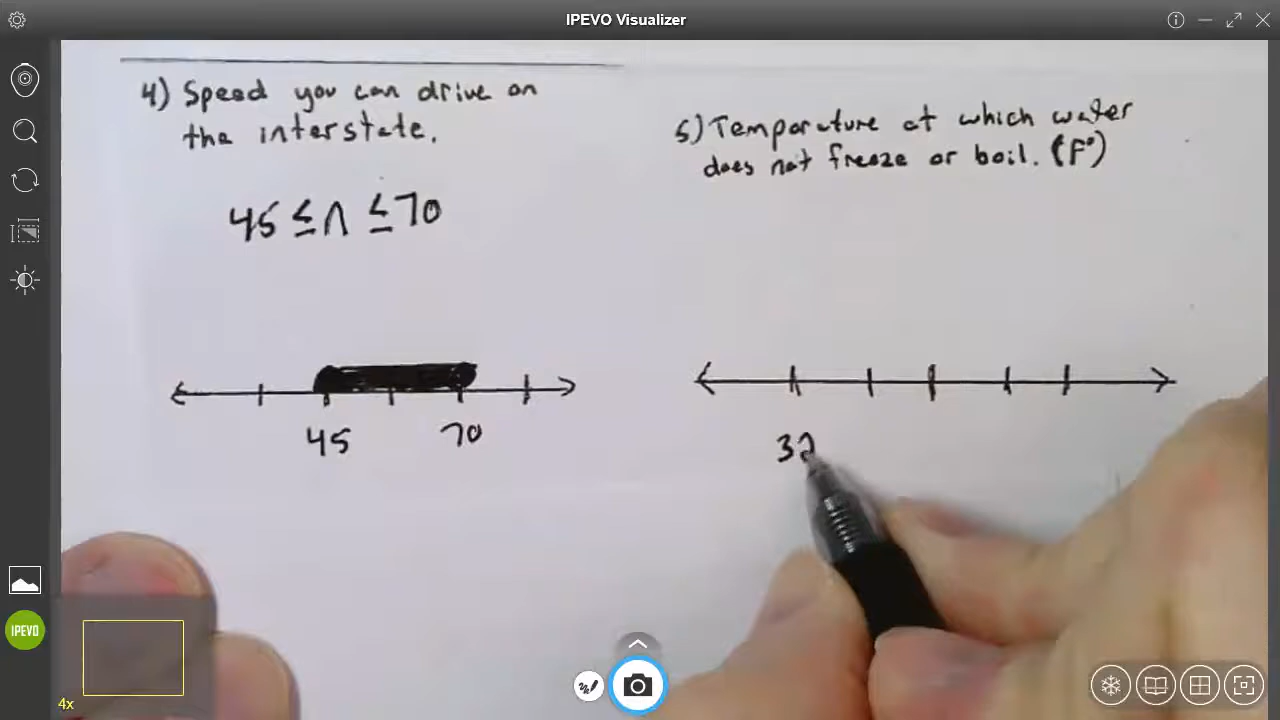 IPEVO Visualizer
4) Speed you can drive on
the interstate.
45 ≤ n ≤ 70
45 70
5) Temperature at which water
does not freeze or boil. (F°)
32
IPEVO
4x